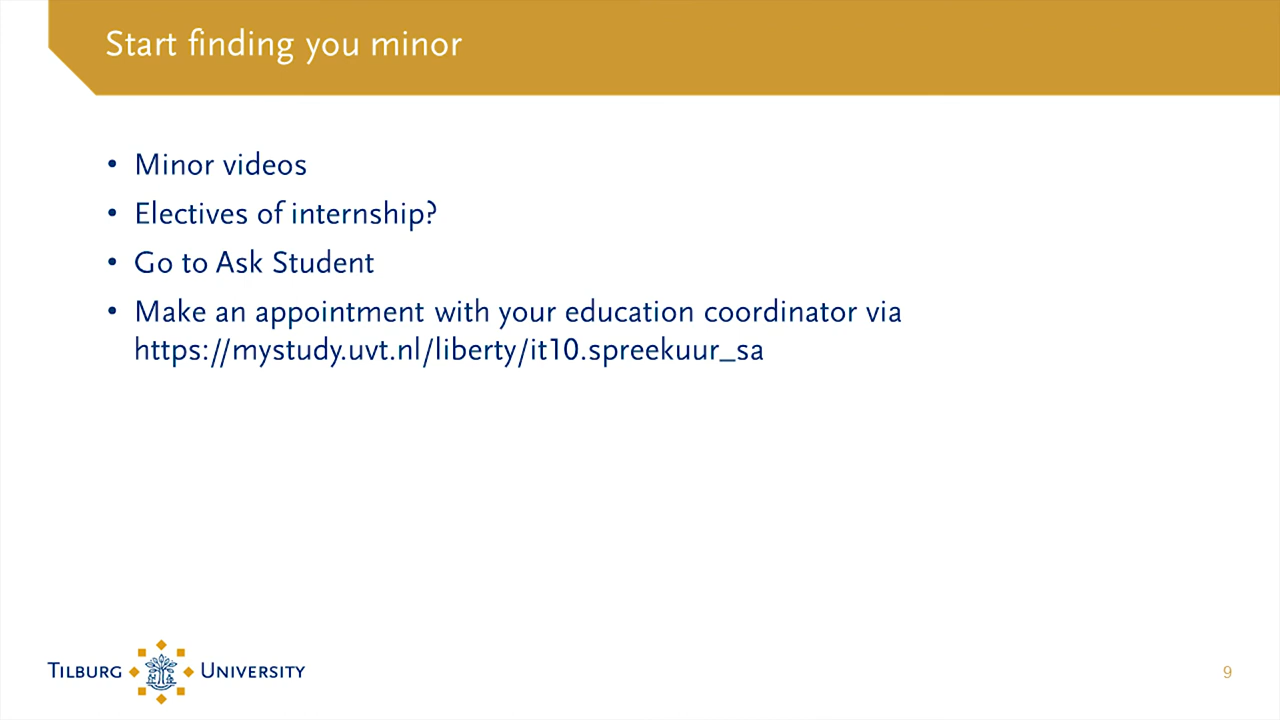 Start finding you minor
• Minor videos
• Electives of internship?
• Go to Ask Student
• Make an appointment with your education coordinator via
https://mystudy.uvt.nl/liberty/it10.spreekuur_sa
TILBURG UNIVERSITY
9